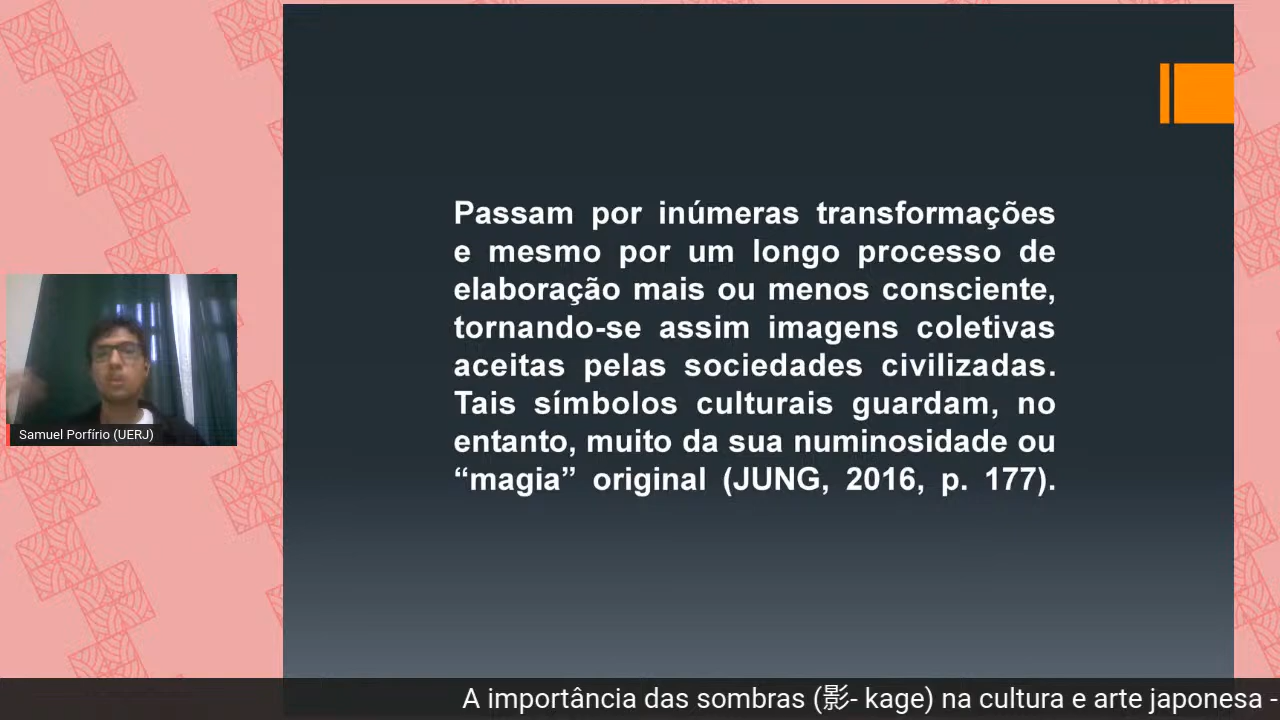 Passam por inúmeras transformações
e mesmo por um longo processo de
elaboração mais ou menos consciente,
tornando-se assim imagens coletivas
aceitas pelas sociedades civilizadas.
Tais símbolos culturais guardam, no
entanto, muito da sua numinosidade ou
“magia” original (JUNG, 2016, p. 177).
Samuel Porfírio (UERJ)
A importância das sombras (影- kage) na cultura e arte japonesa -